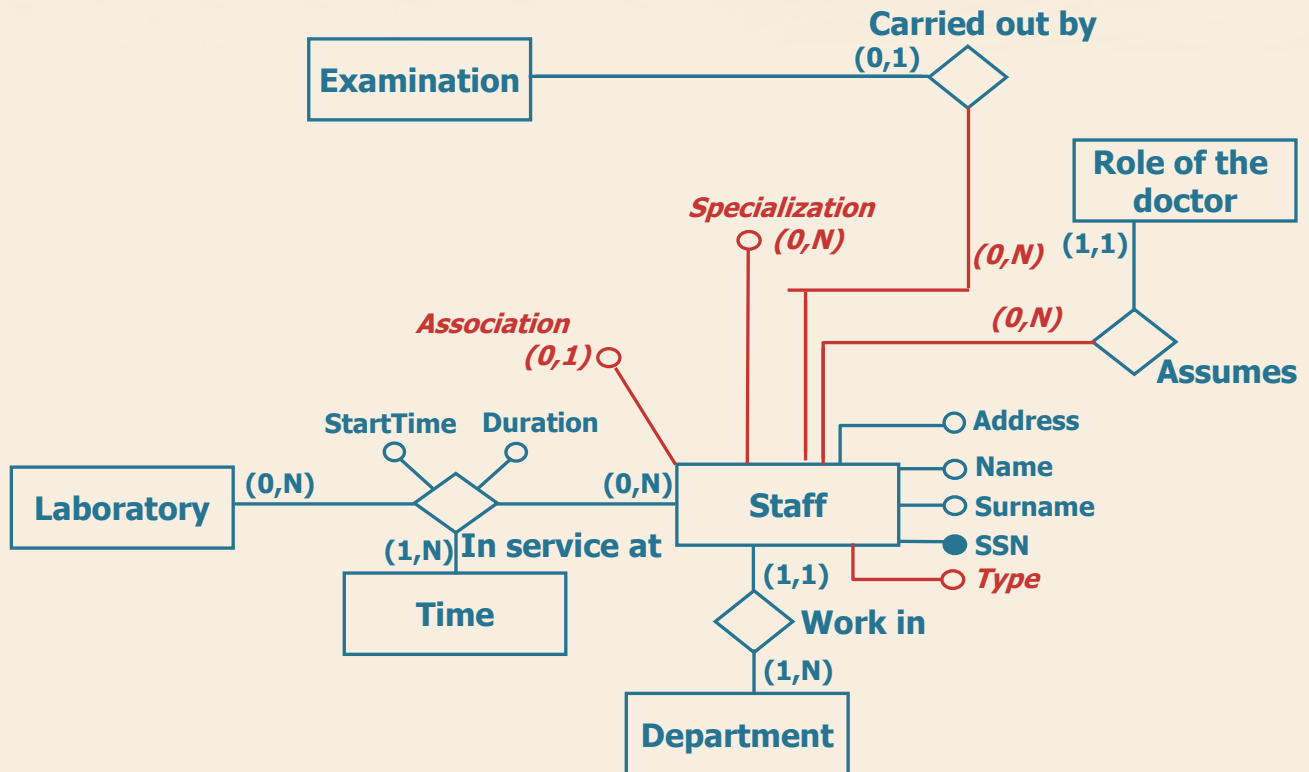 Carried out by
(0,1)
Examination
Role of the
doctor
Specialization
(0,N)
(0,N)
(1,1)
Association
(0,1)
(0,N)
Assumes
StartTime
Duration
Address
Name
Surname
SSN
Type
Laboratory
(0,N)
(0,N)
Staff
(1,N)
In service at
Time
(1,1)
Work in
(1,N)
Department